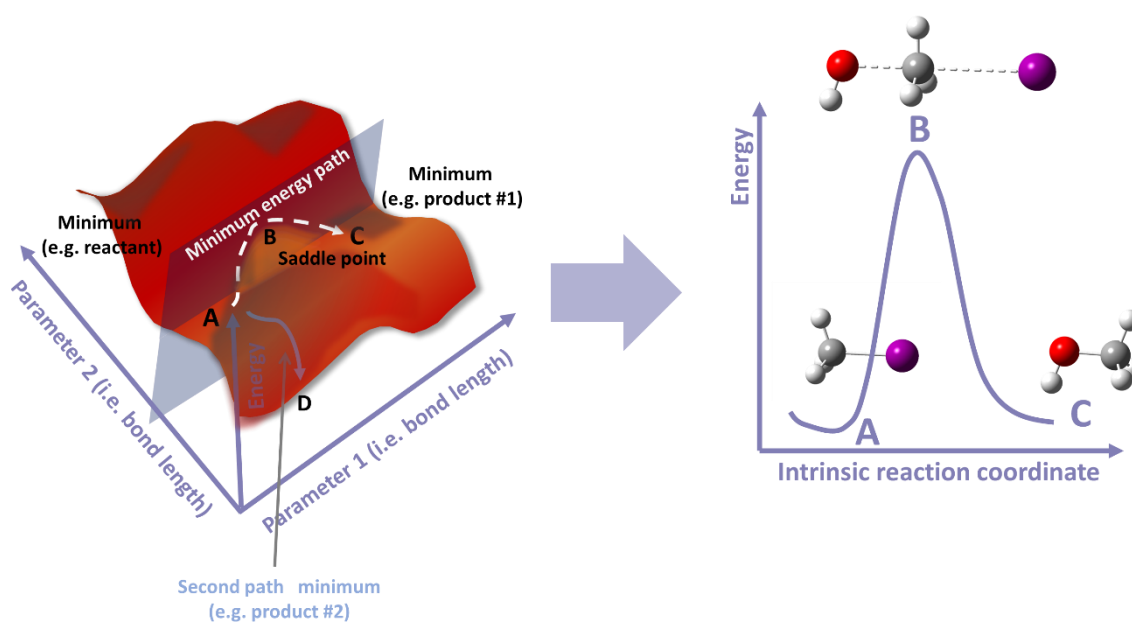 Minimum
(e.g. reactant)
Minimum energy path
Minimum
(e.g. product #1)
A
B
C
Saddle point
D
Energy
Parameter 2 (i.e. bond length)
Parameter 1 (i.e. bond length)
Second path minimum
(e.g. product #2)
Energy
B
A
C
Intrinsic reaction coordinate